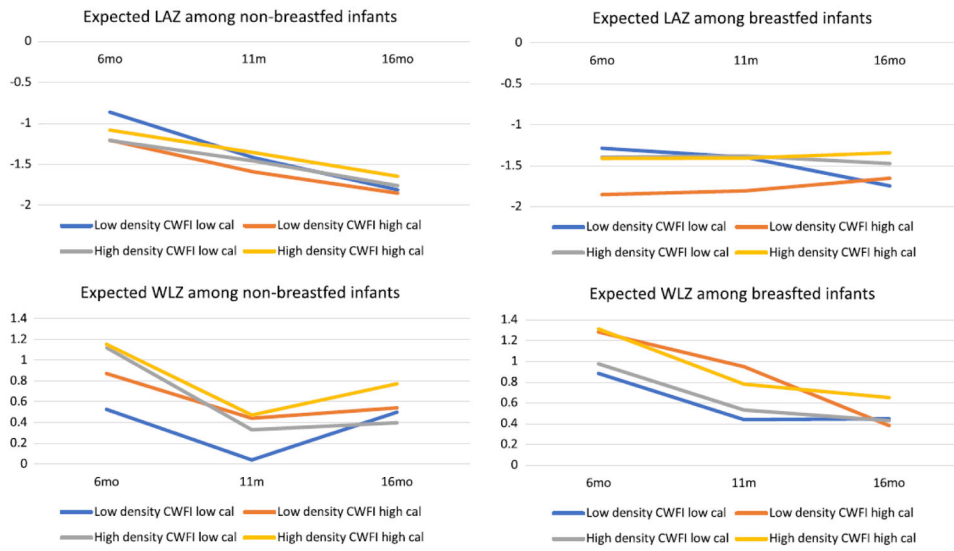 Expected LAZ among non-breastfed infants
0
6mo 11m 16mo
-0.5
-1
-1.5
-2
Low density CWFI low cal Low density CWFI high cal
High density CWFI low cal High density CWFI high cal
Expected LAZ among breastfed infants
0
6mo 11m 16mo
-0.5
-1
-1.5
-2
Low density CWFI low cal Low density CWFI high cal
High density CWFI low cal High density CWFI high cal
Expected WLZ among non-breastfed infants
1.4
1.2
1
0.8
0.6
0.4
0.2
0
6mo 11m 16mo
Low density CWFI low cal Low density CWFI high cal
High density CWFI low cal High density CWFI high cal
Expected WLZ among breasfted infants
1.4
1.2
1
0.8
0.6
0.4
0.2
0
6mo 11m 16mo
Low density CWFI low cal Low density CWFI high cal
High density CWFI low cal High density CWFI high cal